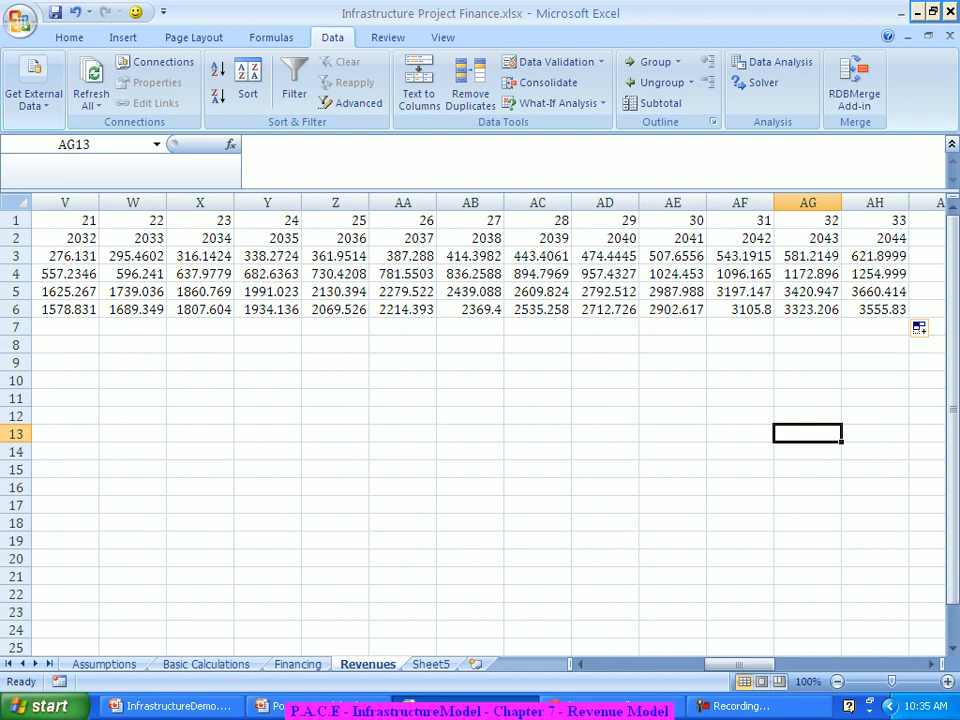 Infrastructure Project Finance.xlsx - Microsoft Excel
Home Insert Page Layout Formulas Data Review View
Get External Data
Refresh All
Connections
Properties
Edit Links
Connections
Sort
Filter
Clear
Reapply
Advanced
Sort & Filter
Text to Columns
Remove Duplicates
Data Validation
Consolidate
What-If Analysis
Data Tools
Group
Ungroup
Subtotal
Outline
Data Analysis
Solver
Analysis
RDBMerge Add-in
Merge
AG13 fx
V W X Y Z AA AB AC AD AE AF AG AH A
1 21 22 23 24 25 26 27 28 29 30 31 32 33
2 2032 2033 2034 2035 2036 2037 2038 2039 2040 2041 2042 2043 2044
3 276.131 295.4602 316.1424 338.2724 361.9514 387.288 414.3982 443.4061 474.4445 507.6556 543.1915 581.2149 621.8999
4 557.2346 596.241 637.9779 682.6363 730.4208 781.5503 836.2588 894.7969 957.4327 1024.453 1096.165 1172.896 1254.999
5 1625.267 1739.036 1860.769 1991.023 2130.394 2279.522 2439.088 2609.824 2792.512 2987.988 3197.147 3420.947 3660.414
6 1578.831 1689.349 1807.604 1934.136 2069.526 2214.393 2369.4 2535.258 2712.726 2902.617 3105.8 3323.206 3555.83
7
8
9
10
11
12
13
14
15
16
17
18
19
20
21
22
23
24
25
Assumptions Basic Calculations Financing Revenues Sheet5
Ready 100%
start InfrastructureDemo.... Po Recording... 10:35 AM
P.A.C.E - InfrastructureModel - Chapter 7 - Revenue Model